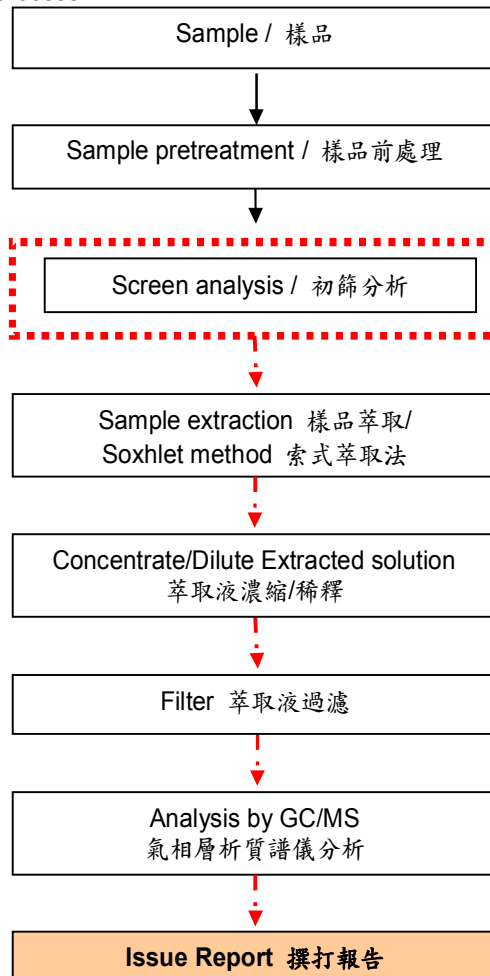 Sample / 樣品
Sample pretreatment / 樣品前處理
Screen analysis / 初篩分析
Sample extraction 樣品萃取/
Soxhlet method 索式萃取法
Concentrate/Dilute Extracted solution
萃取液濃縮/稀釋
Filter 萃取液過濾
Analysis by GC/MS
氣相層析質譜儀分析
Issue Report 撰打報告